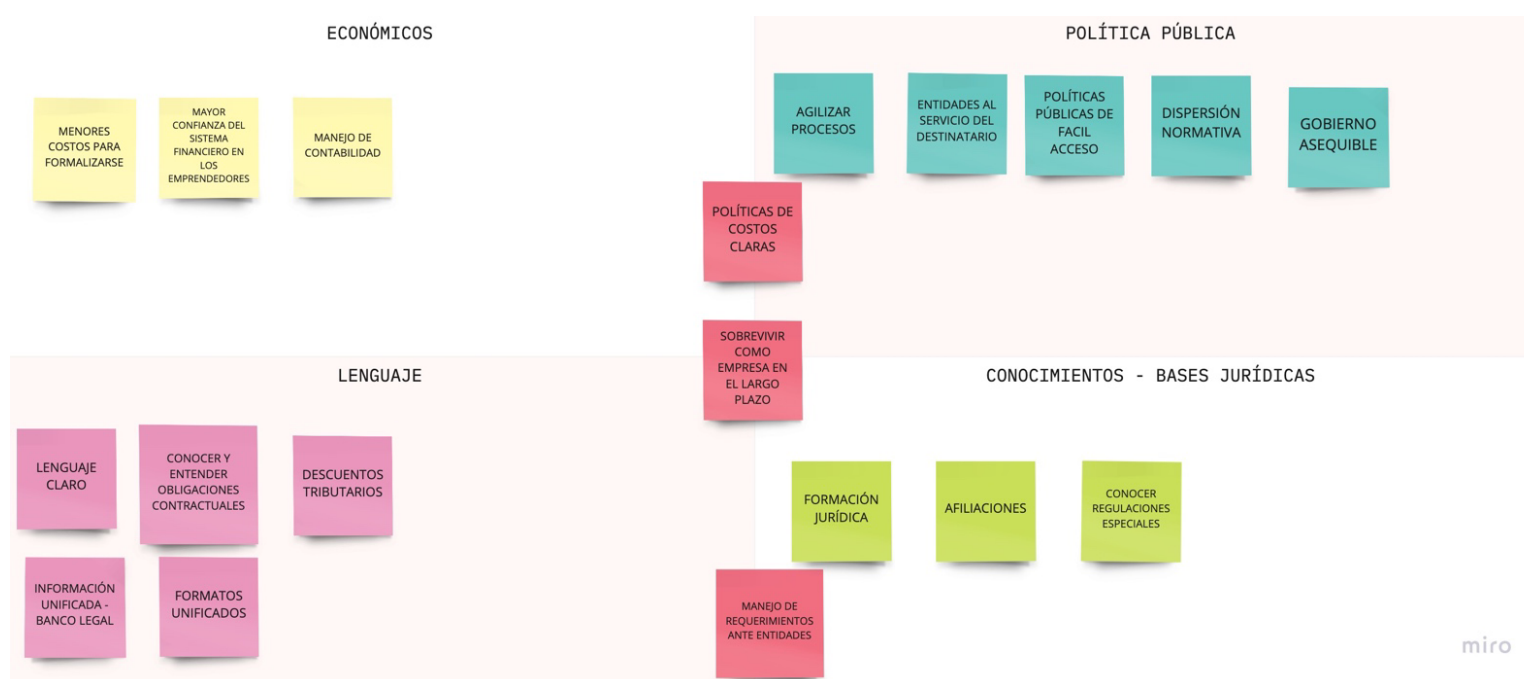 ECONÓMICOS
MENORES
COSTOS PARA
FORMALIZARSE
MAYOR
CONFIANZA DEL
SISTEMA
FINANCIERO EN
LOS
EMPRENDEDORES
MANEJO DE
CONTABILIDAD
POLÍTICA PÚBLICA
AGILIZAR
PROCESOS
ENTIDADES AL
SERVICIO DEL
DESTINATARIO
POLÍTICAS
PÚBLICAS DE
FACIL
ACCESO
DISPERSIÓN
NORMATIVA
GOBIERNO
ASEQUIBLE
POLÍTICAS DE
COSTOS
CLARAS
SOBREVIVIR
COMO
EMPRESA EN
EL LARGO
PLAZO
LENGUAJE
LENGUAJE
CLARO
CONOCER Y
ENTENDER
OBLIGACIONES
CONTRACTUALES
DESCUENTOS
TRIBUTARIOS
INFORMACIÓN
UNIFICADA -
BANCO LEGAL
FORMATOS
UNIFICADOS
CONOCIMIENTOS - BASES JURÍDICAS
FORMACIÓN
JURÍDICA
AFILIACIONES
CONOCER
REGULACIONES
ESPECIALES
MANEJO DE
REQUERIMIENTOS
ANTE ENTIDADES
miro